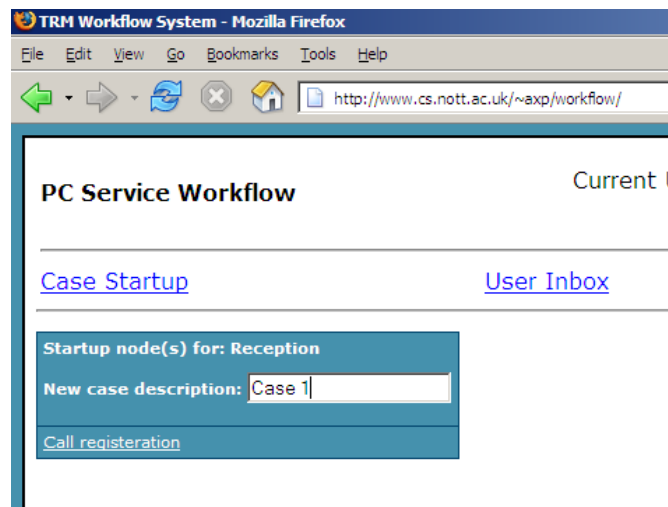 TRM Workflow System - Mozilla Firefox
File Edit View Go Bookmarks Tools Help
http://www.cs.nott.ac.uk/~axp/workflow/
PC Service Workflow Current U
Case Startup User Inbox
Startup node(s) for: Reception
New case description: Case 1
Call registeration